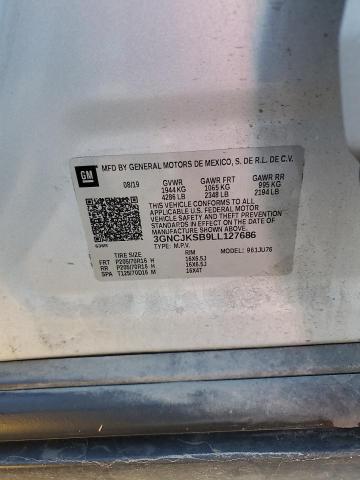 GM
MFD BY GENERAL MOTORS DE MEXICO, S. DE R.L. DE C.V.
08/19 GVWR GAWR FRT GAWR RR
1944 KG 1065 KG 995 KG
4286 LB 2348 LB 2194 LB
THIS VEHICLE CONFORMS TO ALL APPLICABLE
U.S. FEDERAL MOTOR VEHICLE SAFETY, BUMPER,
AND THEFT PREVENTION STANDARDS IN EFFECT
ON THE DATE OF MANUFACTURE SHOWN ABOVE.
3GNCJKSB9LL127686
TYPE: M.P.V. MODEL: 961JU76
TIRE SIZE RIM
FRT P205/70R16 H 16X6.5J
RR P205/70R16 H 16X6.5J
SPA T125/70D16 M 16X4T